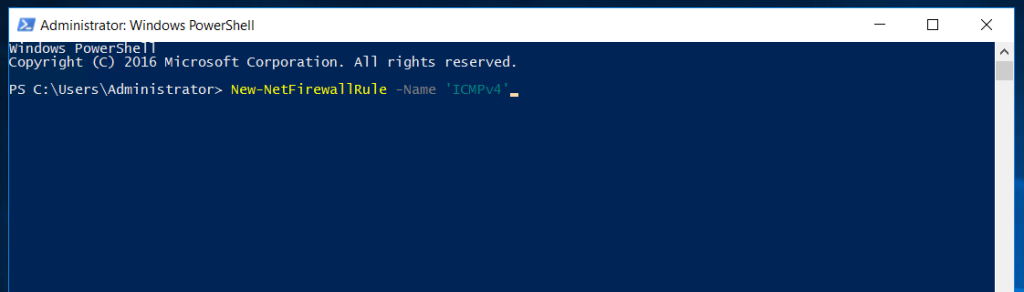 Administrator: Windows PowerShell
Windows PowerShell
Copyright (C) 2016 Microsoft Corporation. All rights reserved.
PS C:\Users\Administrator> New-NetFirewallRule -Name 'ICMPv4'